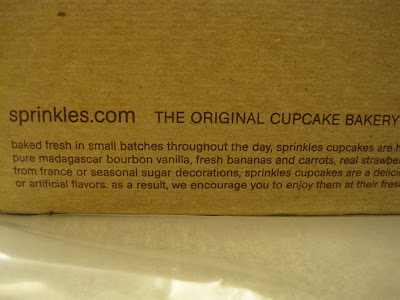 sprinkles.com THE ORIGINAL CUPCAKE BAKERY
baked fresh in small batches throughout the day, sprinkles cupcakes are
pure madagascar bourbon vanilla, fresh bananas and carrots, real
from france or seasonal sugar decorations, sprinkles cupcakes are a
or artificial flavors. as a result, we encourage you to enjoy them at their